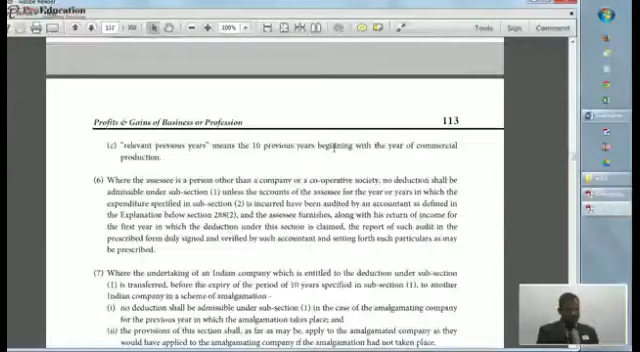 Pro Education
Tools Sign Comment
Profits & Gains of Business or Profession 113
(c) "relevant previous years" means the 10 previous years beginning with the year of commercial
production.
(6) Where the assessee is a person other than a company or a co-operative society, no deduction shall be
admissible under sub-section (1) unless the accounts of the assessee for the year or years in which the
expenditure specified in sub-section (2) is incurred have been audited by an accountant as defined in
the Explanation below section 288(2), and the assessee furnishes, along with his return of income for
the first year in which the deduction under this section is claimed, the report of such audit in the
prescribed form duly signed and verified by such accountant and setting forth such particulars as may
be prescribed.
(7) Where the undertaking of an Indian company which is entitled to the deduction under sub-section
(1) is transferred, before the expiry of the period of 10 years specified in sub-section (1), to another
Indian company in a scheme of amalgamation -
(i) no deduction shall be admissible under sub-section (1) in the case of the amalgamating company
for the previous year in which the amalgamation takes place; and
(ii) the provisions of this section shall, as far as may be, apply to the amalgamated company as they
would have applied to the amalgamating company if the amalgamation had not taken place.